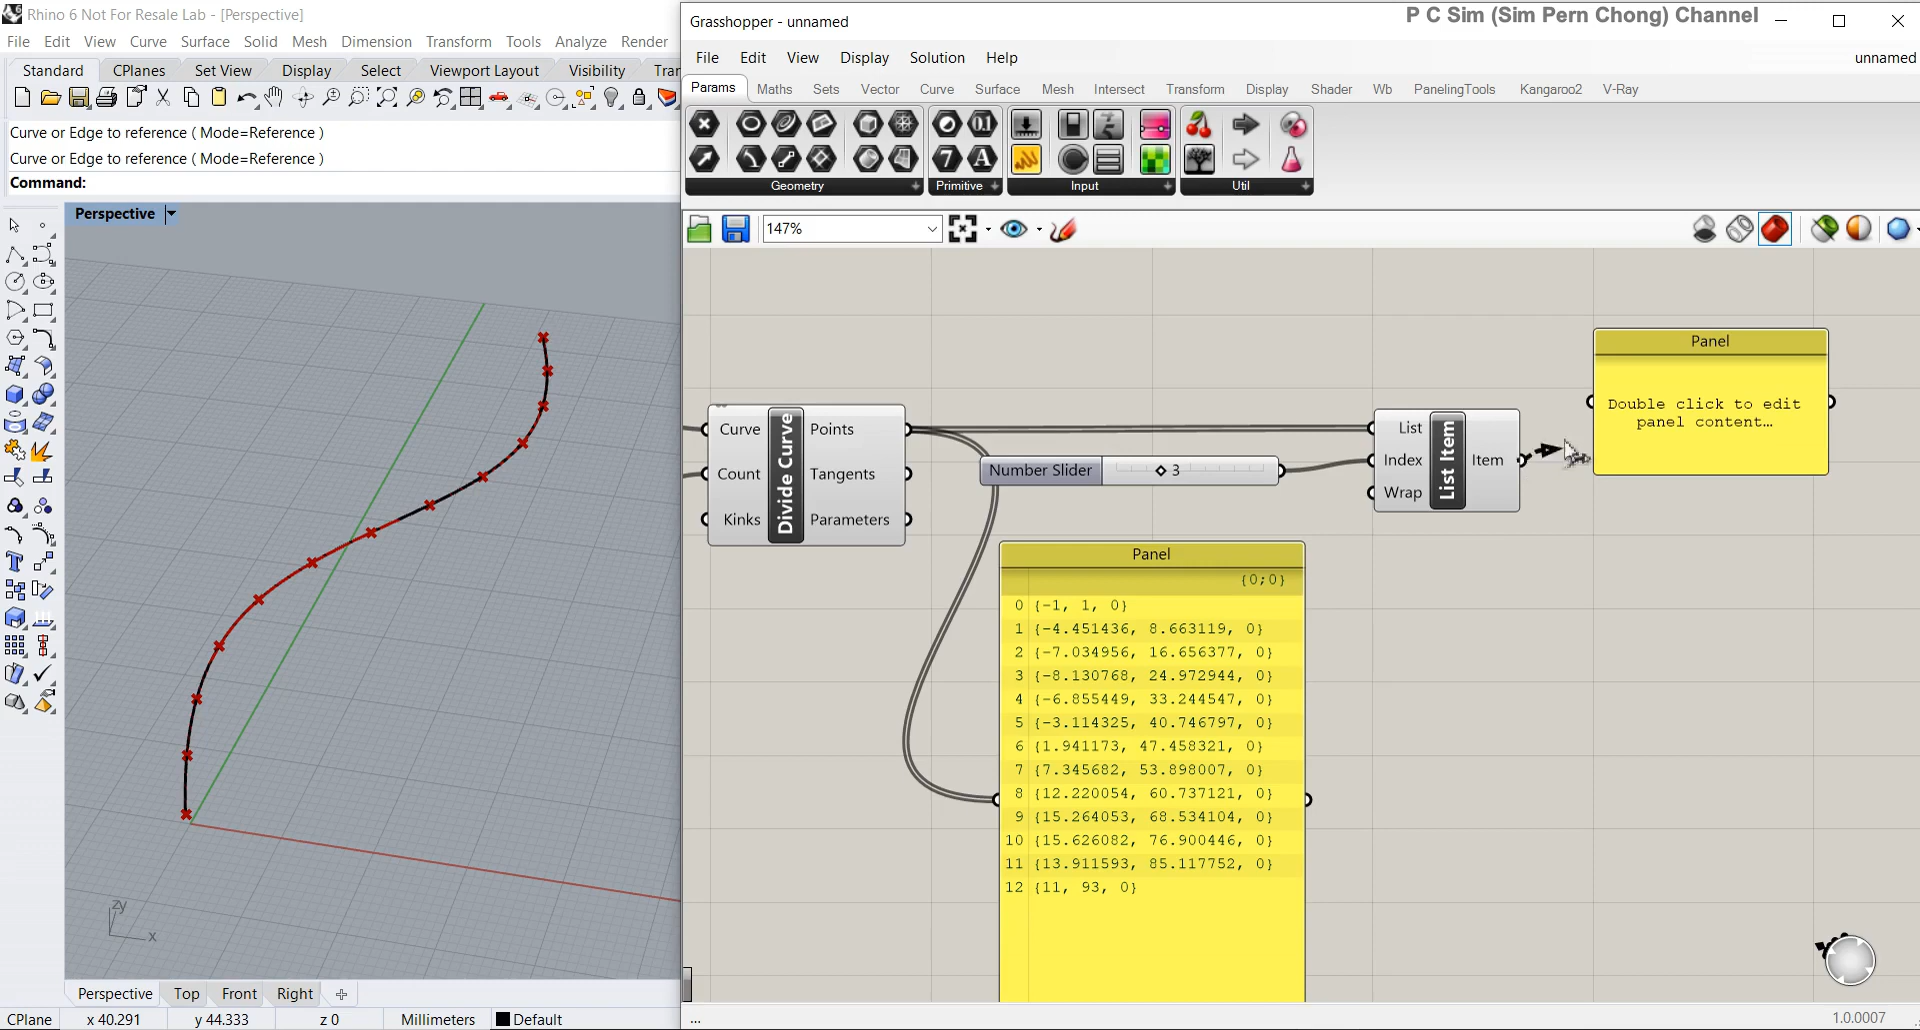 Rhino 6 Not For Resale Lab - [Perspective]
File Edit View Curve Surface Solid Mesh Dimension Transform Tools Analyze Render
Standard CPlanes Set View Display Select Viewport Layout Visibility Tra
Curve or Edge to reference ( Mode=Reference )
Curve or Edge to reference ( Mode=Reference )
Command:
Perspective
zy
x
Perspective Top Front Right
CPlane x 40.291 y 44.333 z 0 Millimeters Default
Grasshopper - unnamed
P C Sim (Sim Pern Chong) Channel
File Edit View Display Solution Help
unnamed
Params Maths Sets Vector Curve Surface Mesh Intersect Transform Display Shader Wb PanelingTools Kangaroo2 V-Ray
Geometry Primitive Input Util
147%
Curve
Count
Kinks
Divide Curve
Points
Tangents
Parameters
Number Slider 3
List
Index
Wrap
List Item
Item
Panel
Double click to edit
panel content…
Panel
{0;0}
0 {-1, 1, 0}
1 {-4.451436, 8.663119, 0}
2 {-7.034956, 16.656377, 0}
3 {-8.130768, 24.972944, 0}
4 {-6.855449, 33.244547, 0}
5 {-3.114325, 40.746797, 0}
6 {1.941173, 47.458321, 0}
7 {7.345682, 53.898007, 0}
8 {12.220054, 60.737121, 0}
9 {15.264053, 68.534104, 0}
10 {15.626082, 76.900446, 0}
11 {13.911593, 85.117752, 0}
12 {11, 93, 0}
...
1.0.0007